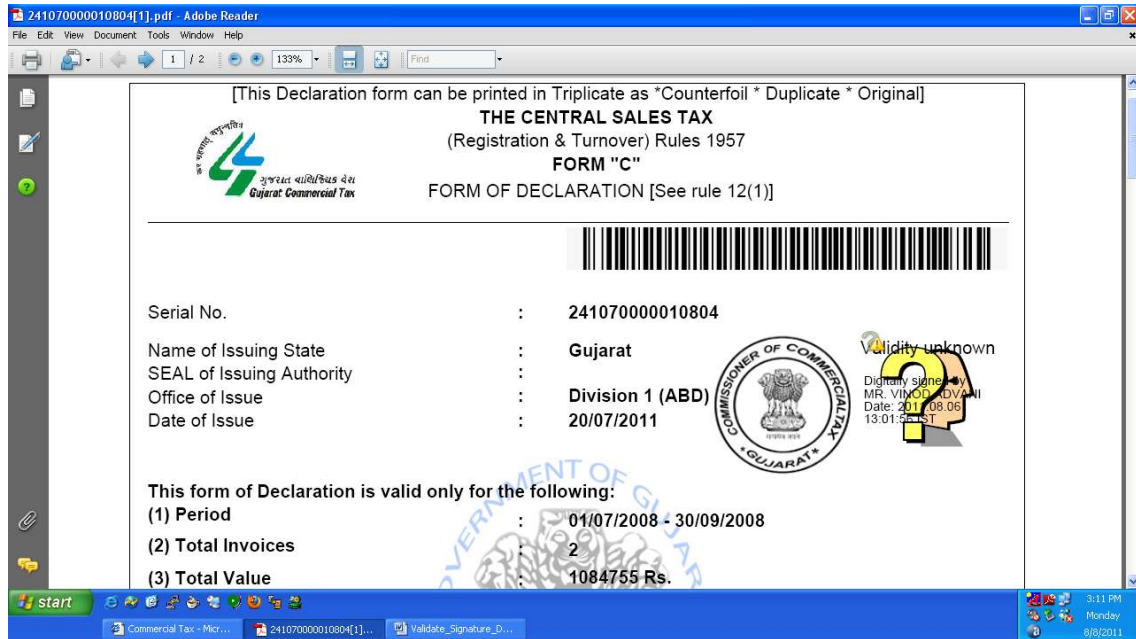 241070000010804[1].pdf - Adobe Reader
File Edit View Document Tools Window Help
1 / 2 133% Find
[This Declaration form can be printed in Triplicate as *Counterfoil * Duplicate * Original]
THE CENTRAL SALES TAX
(Registration & Turnover) Rules 1957
FORM "C"
FORM OF DECLARATION [See rule 12(1)]
ગુજરાત વાણિજ્યિક વેરા
Gujarat Commercial Tax
Serial No. : 241070000010804
Name of Issuing State : Gujarat
SEAL of Issuing Authority :
Office of Issue : Division 1 (ABD)
Date of Issue : 20/07/2011
COMMISSIONER OF COMMERCIAL TAX
*GUJARAT*
Validity unknown
Digitally signed by
MR. VINOD ADVANI
Date: 2011.08.06
13:01:56 IST
This form of Declaration is valid only for the following:
(1) Period : 01/07/2008 - 30/09/2008
(2) Total Invoices : 2
(3) Total Value : 1084755 Rs.
GOVERNMENT OF GUJAR
start
Commercial Tax - Micr...
241070000010804[1]...
Validate_Signature_D...
3:11 PM
Monday
8/8/2011